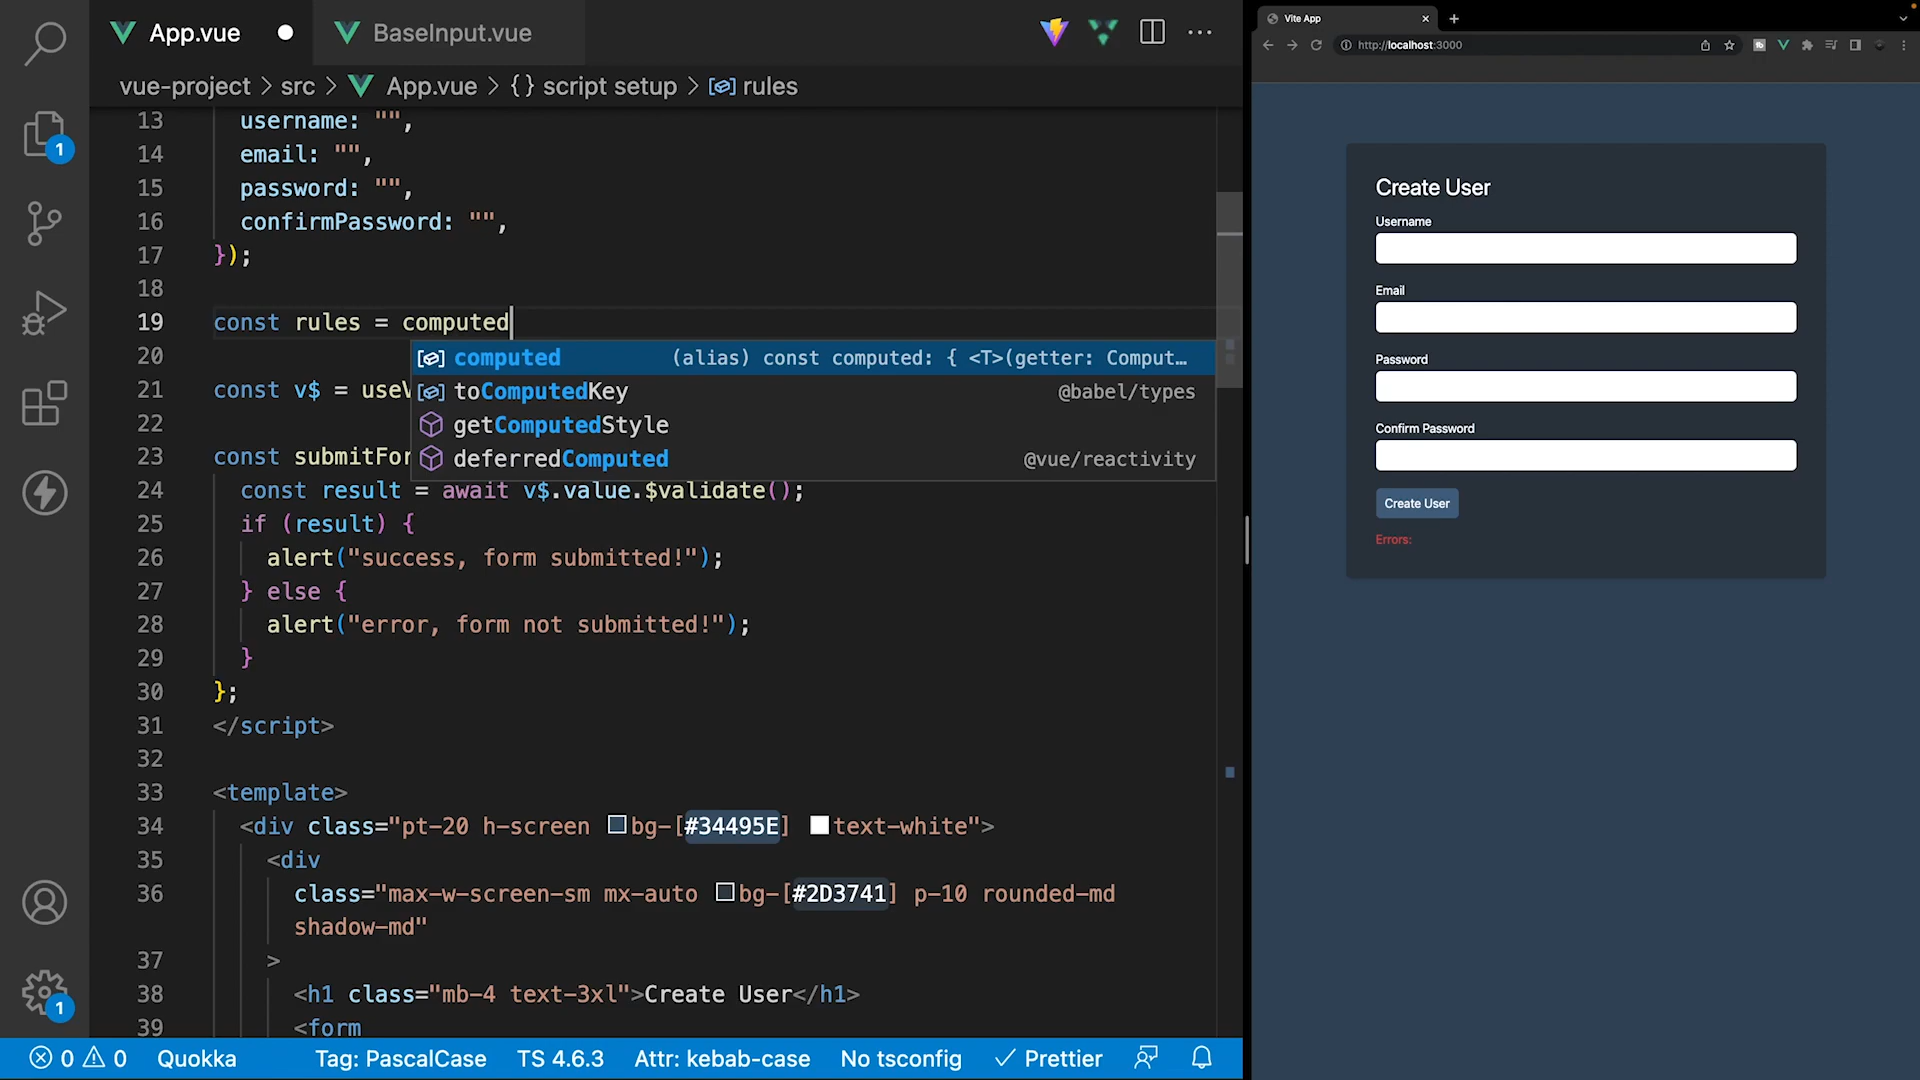 App.vue
BaseInput.vue
vue-project > src > App.vue > {} script setup > rules
13 username: "",
14 email: "",
15 password: "",
16 confirmPassword: "",
17 });
18
19 const rules = computed
computed (alias) const computed: { <T>(getter: Comput…
20
toComputedKey @babel/types
21 const v$ = useV
getComputedStyle
22
deferredComputed @vue/reactivity
23 const submitFor
24 const result = await v$.value.$validate();
25 if (result) {
26 alert("success, form submitted!");
27 } else {
28 alert("error, form not submitted!");
29 }
30 };
31 </script>
32
33 <template>
34 <div class="pt-20 h-screen bg-[#34495E] text-white">
35 <div
36 class="max-w-screen-sm mx-auto bg-[#2D3741] p-10 rounded-md
shadow-md"
37 >
38 <h1 class="mb-4 text-3xl">Create User</h1>
39 <form
1
1
0 0 Quokka Tag: PascalCase TS 4.6.3 Attr: kebab-case No tsconfig Prettier
Vite App
http://localhost:3000
Create User
Username
Email
Password
Confirm Password
Create User
Errors: